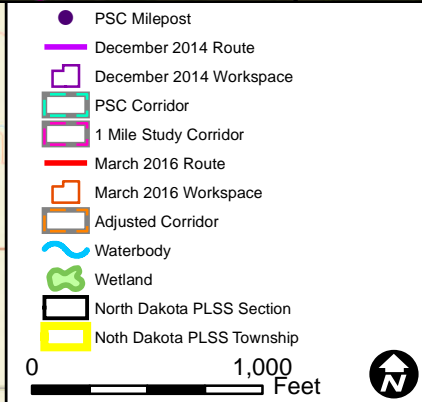 PSC Milepost
December 2014 Route
December 2014 Workspace
PSC Corridor
1 Mile Study Corridor
March 2016 Route
March 2016 Workspace
Adjusted Corridor
Waterbody
Wetland
North Dakota PLSS Section
Noth Dakota PLSS Township
0 1,000
Feet
N